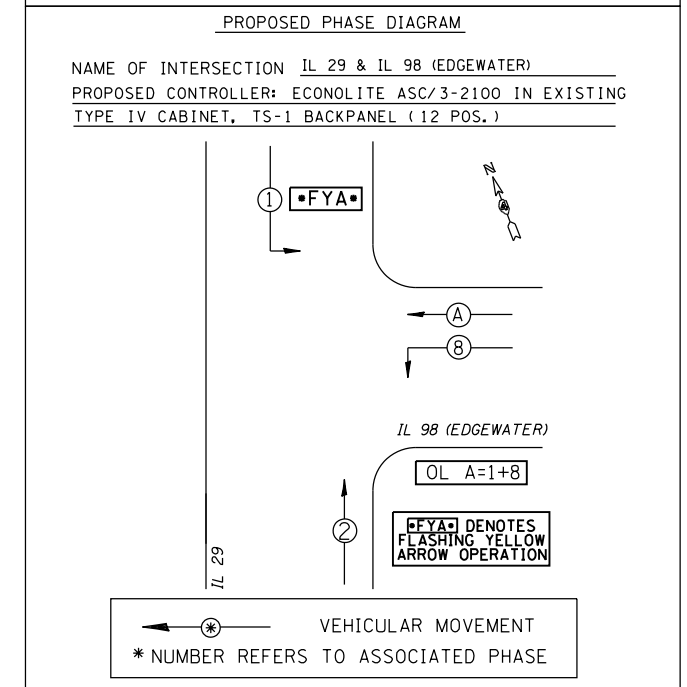 PROPOSED PHASE DIAGRAM
NAME OF INTERSECTION IL 29 & IL 98 (EDGEWATER)
PROPOSED CONTROLLER: ECONOLITE ASC/3-2100 IN EXISTING
TYPE IV CABINET, TS-1 BACKPANEL (12 POS.)
N
1 *FYA*
A
8
IL 98 (EDGEWATER)
OL A=1+8
2
*FYA* DENOTES
FLASHING YELLOW
ARROW OPERATION
IL 29
* VEHICULAR MOVEMENT
* NUMBER REFERS TO ASSOCIATED PHASE